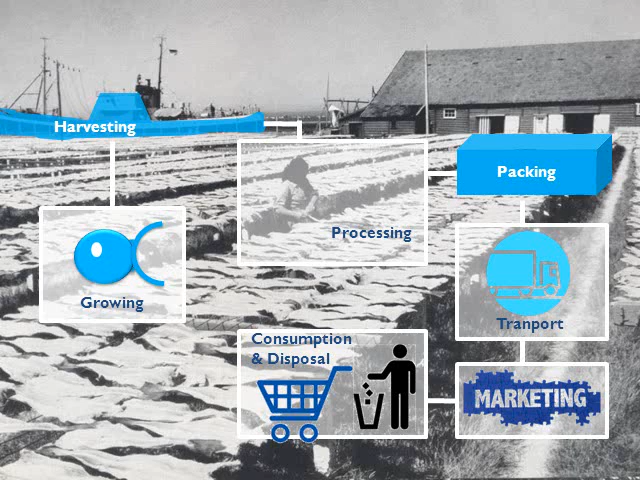 Harvesting
Packing
Processing
Growing
Tranport
Consumption
& Disposal
MARKETING